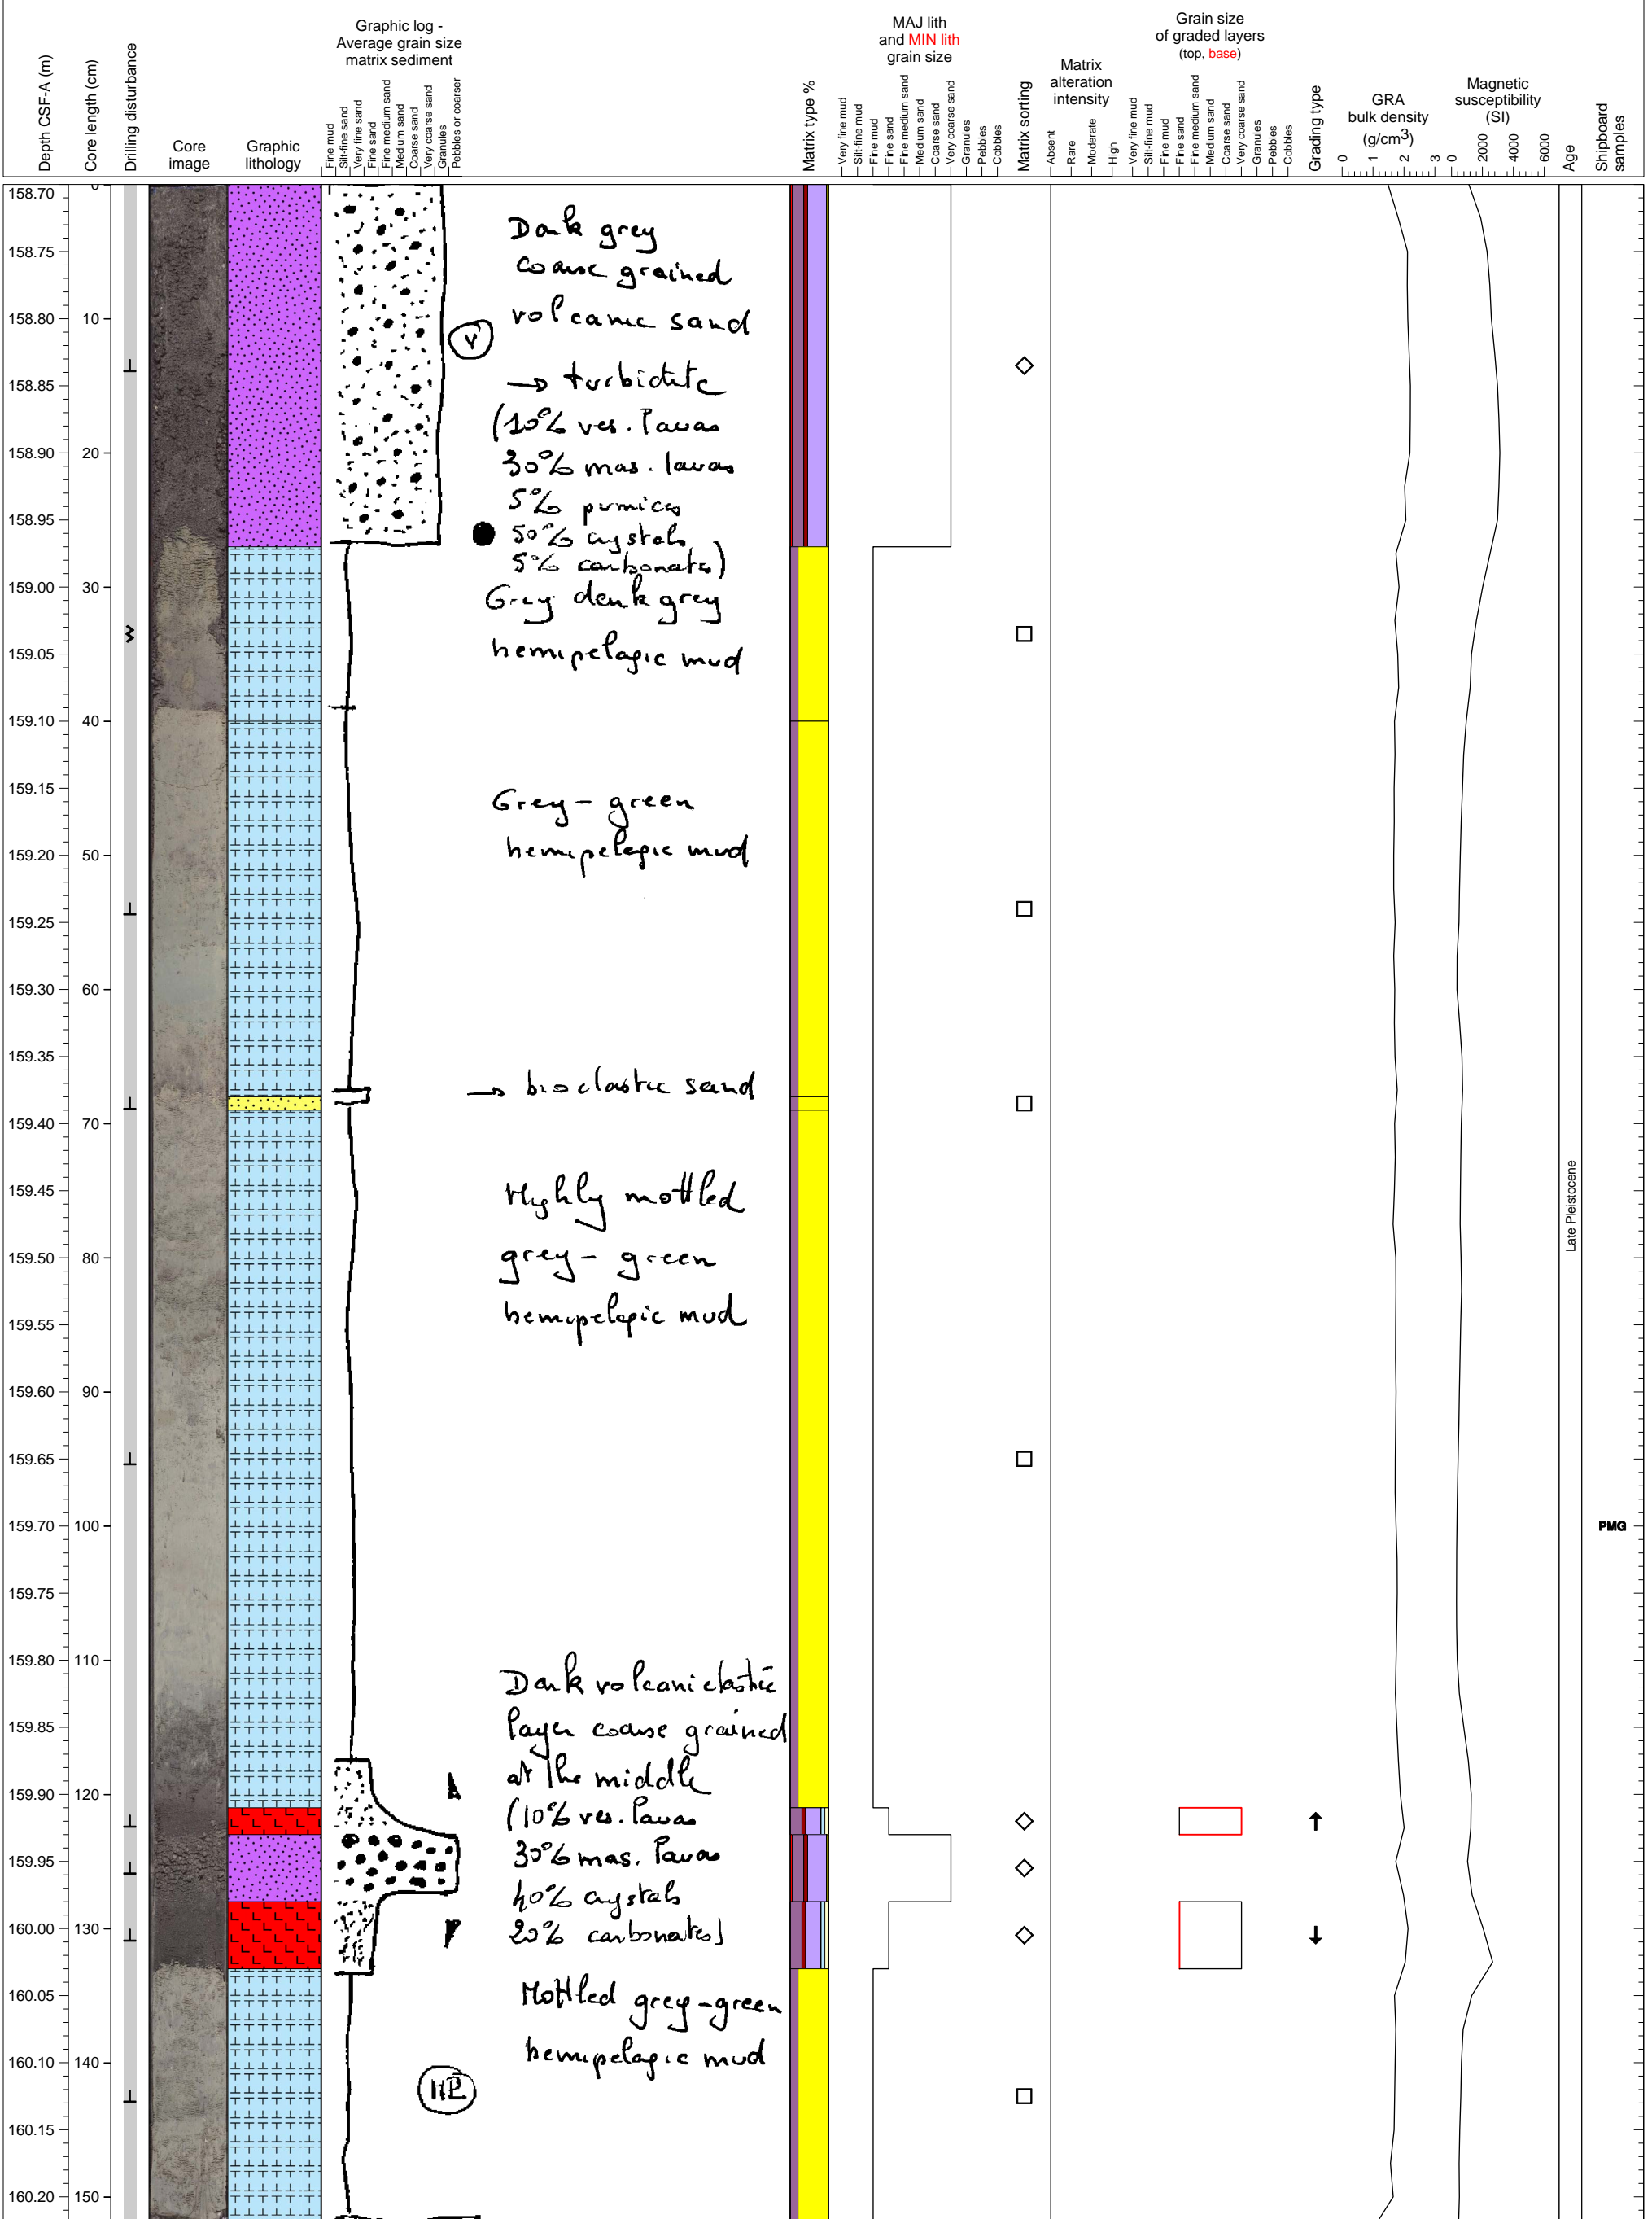 Depth CSF-A (m)
Core length (cm)
Drilling disturbance
Core
image
Graphic
lithology
Graphic log -
Average grain size
matrix sediment
Fine mud
Silt-fine sand
Very fine sand
Fine sand
Fine medium sand
Medium sand
Coarse sand
Very coarse sand
Granules
Pebbles or coarser
Matrix type %
MAJ lith
and MIN lith
grain size
Very fine mud
Silt-fine mud
Fine mud
Fine sand
Fine medium sand
Medium sand
Coarse sand
Very coarse sand
Granules
Pebbles
Cobbles
Matrix sorting
Matrix
alteration
intensity
Absent
Rare
Moderate
High
Grain size
of graded layers
(top, base)
Very fine mud
Silt-fine mud
Fine mud
Fine sand
Fine medium sand
Medium sand
Coarse sand
Very coarse sand
Granules
Pebbles
Cobbles
Grading type
GRA
bulk density
(g/cm3)
0 1 2 3
Magnetic
susceptibility
(SI)
0 2000 4000 6000
Age
Shipboard
samples
158.70 0
158.75
158.80 10
158.85
158.90 20
158.95
159.00 30
159.05
159.10 40
159.15
159.20 50
159.25
159.30 60
159.35
159.40 70
159.45
159.50 80
159.55
159.60 90
159.65
159.70 100
159.75
159.80 110
159.85
159.90 120
159.95
160.00 130
160.05
160.10 140
160.15
160.20 150
Dark grey
coarse grained
volcanic sand
V
→ turbidite
(10% ves. lavas
30% mas. lavas
5% pumice
50% crystals
5% carbonates)
Grey dark grey
hemipelagic mud
Grey - green
hemipelagic mud
→ bioclastic sand
Highly mottled
grey - green
hemipelagic mud
Dark volcaniclastic
layer coarse grained
at the middle
(10% ves. lavas
30% mas. lavas
40% crystals
20% carbonates)
Mottled grey-green
hemipelagic mud
HP
Late Pleistocene
PMG